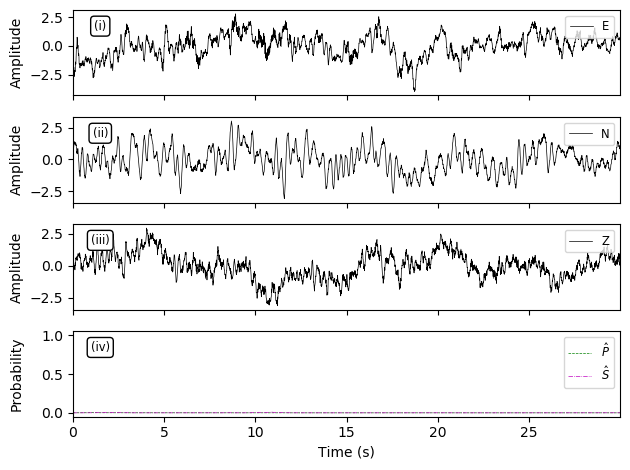 2.5
0.0
−2.5
Amplitude
(i)
E
2.5
0.0
−2.5
Amplitude
(ii)
N
2.5
0.0
−2.5
Amplitude
(iii)
Z
1.0
0.5
0.0
Probability
(iv)
P̂
Ŝ
0 5 10 15 20 25
Time (s)